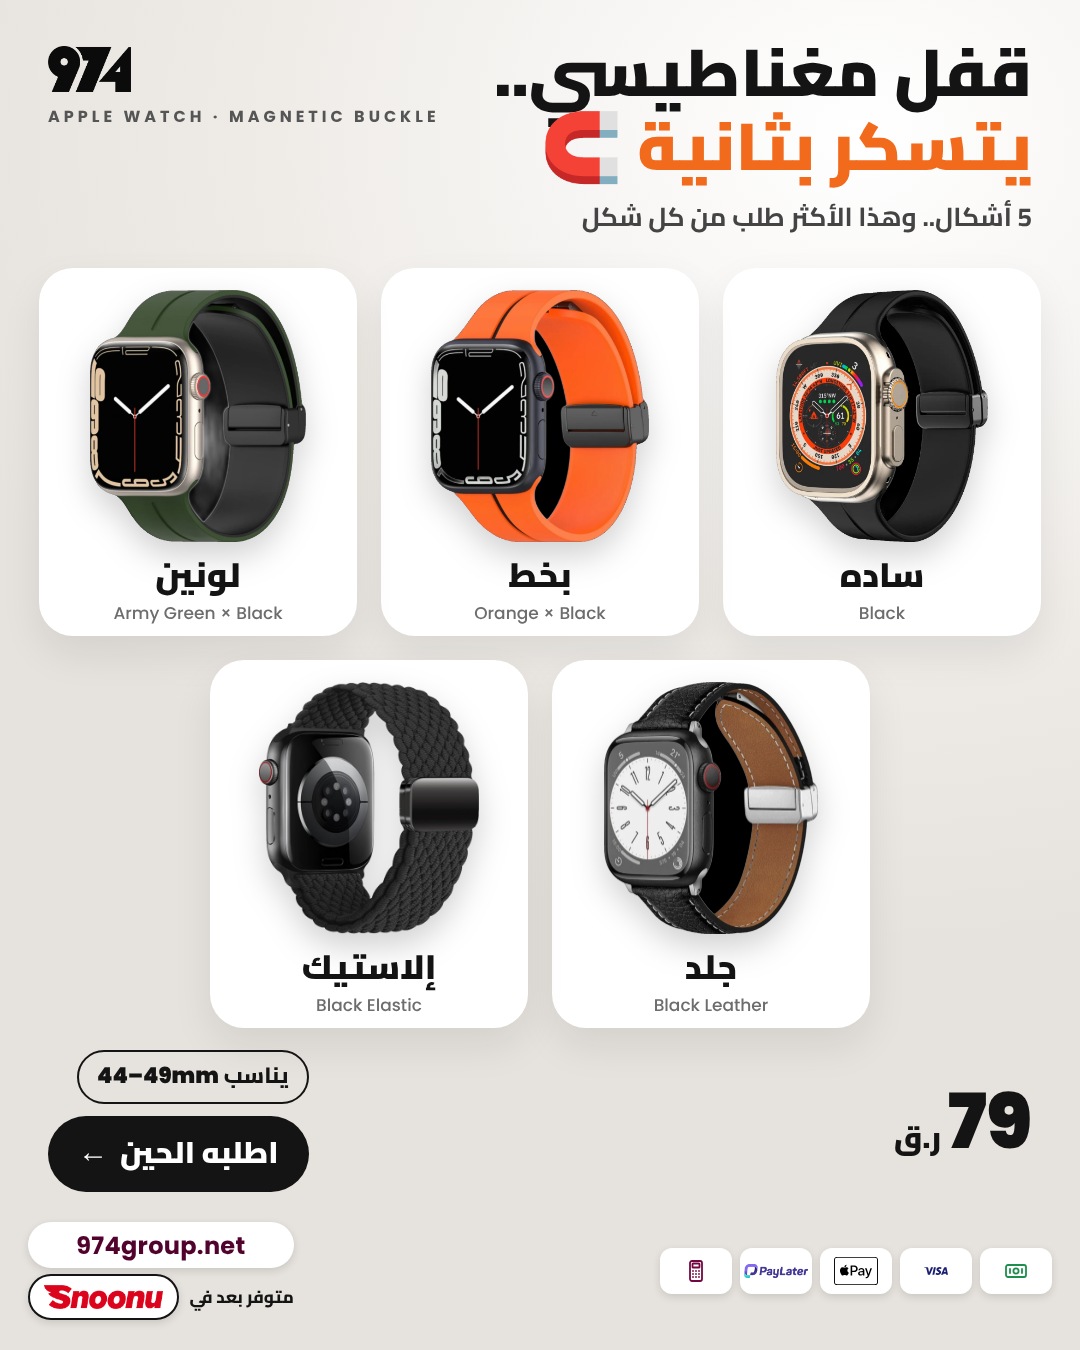 974
APPLE WATCH · MAGNETIC BUCKLE
قفل مغناطيسي..
يتسكر بثانية
5 أشكال.. وهذا الأكثر طلب من كل شكل
ساده
Black
بخط
Orange × Black
لونين
Army Green × Black
جلد
Black Leather
إلاستيك
Black Elastic
يناسب 44–49mm
79 ر.ق
اطلبه الحين ←
974group.net
متوفر بعد في Snoonu
PayLater
Pay
VISA